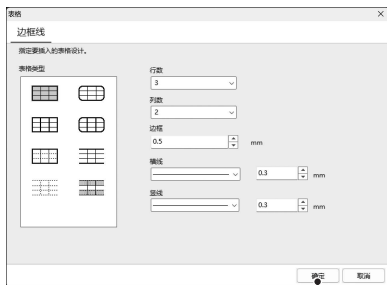 表格
边框线
指定要插入的表格设计。
表格类型
行数
3
列数
2
边框
0.5 mm
横线
0.3 mm
竖线
0.3 mm
确定 取消